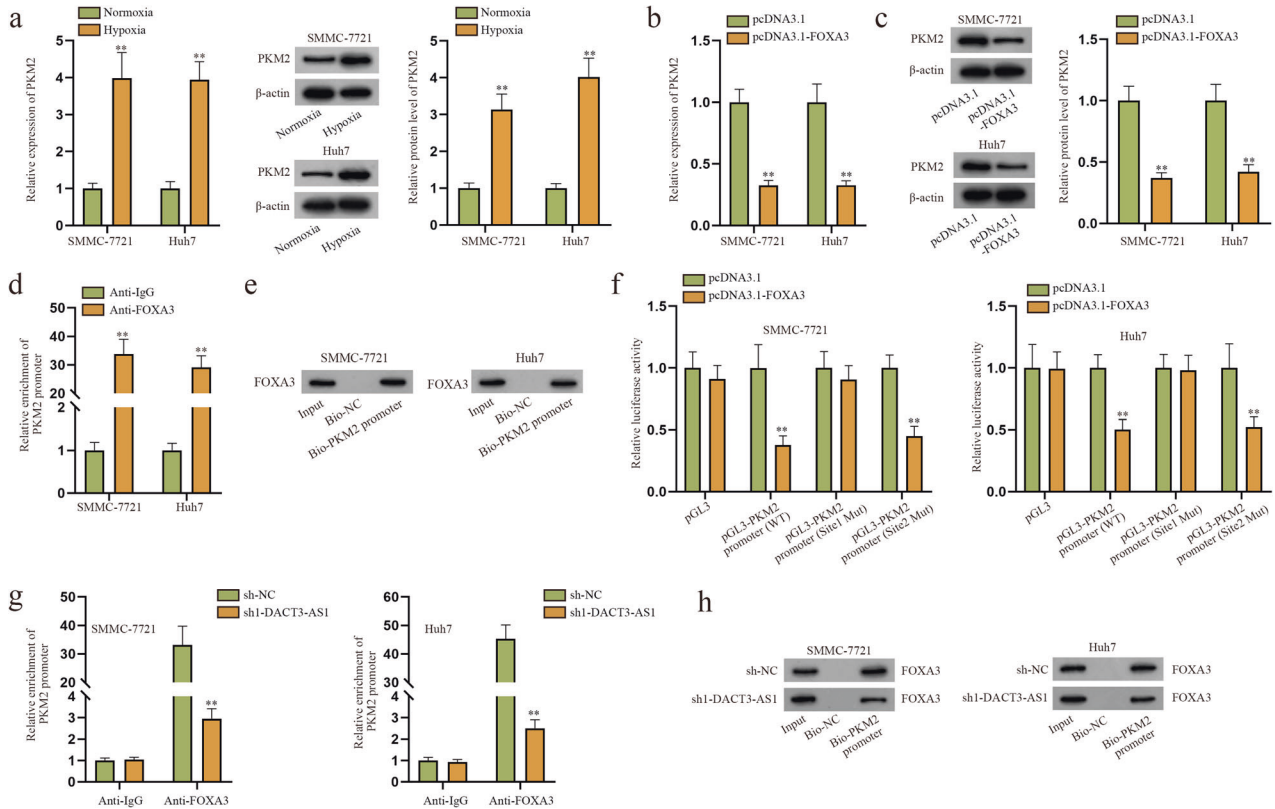 a
Normoxia
Hypoxia
Relative expression of PKM2
5
4
3
2
1
0
**
**
SMMC-7721
Huh7
SMMC-7721
PKM2
β-actin
Normoxia
Hypoxia
Huh7
PKM2
β-actin
Normoxia
Hypoxia
Normoxia
Hypoxia
Relative protein level of PKM2
5
4
3
2
1
0
**
**
SMMC-7721
Huh7
b
pcDNA3.1
pcDNA3.1-FOXA3
Relative expression of PKM2
1.5
1.0
0.5
0.0
**
**
SMMC-7721
Huh7
c
SMMC-7721
PKM2
β-actin
pcDNA3.1
pcDNA3.1
-FOXA3
Huh7
PKM2
β-actin
pcDNA3.1
pcDNA3.1
-FOXA3
pcDNA3.1
pcDNA3.1-FOXA3
Relative protein level of PKM2
1.5
1.0
0.5
0.0
**
**
SMMC-7721
Huh7
d
Anti-IgG
Anti-FOXA3
Relative enrichment of
PKM2 promoter
50
40
30
20
2
1
0
**
**
SMMC-7721
Huh7
e
SMMC-7721
FOXA3
Input
Bio-NC
Bio-PKM2 promoter
Huh7
FOXA3
Input
Bio-NC
Bio-PKM2 promoter
f
pcDNA3.1
pcDNA3.1-FOXA3
SMMC-7721
Relative luciferase activity
1.5
1.0
0.5
0.0
**
**
pGL3
pGL3-PKM2
promoter (WT)
pGL3-PKM2
promoter (Site1 Mut)
pGL3-PKM2
promoter (Site2 Mut)
pcDNA3.1
pcDNA3.1-FOXA3
Huh7
Relative luciferase activity
1.5
1.0
0.5
0.0
**
**
pGL3
pGL3-PKM2
promoter (WT)
pGL3-PKM2
promoter (Site1 Mut)
pGL3-PKM2
promoter (Site2 Mut)
g
sh-NC
sh1-DACT3-AS1
SMMC-7721
Relative enrichment of
PKM2 promoter
50
40
30
20
10
4
3
2
1
0
**
Anti-IgG
Anti-FOXA3
sh-NC
sh1-DACT3-AS1
Huh7
Relative enrichment of
PKM2 promoter
60
50
40
30
20
4
3
2
1
0
**
Anti-IgG
Anti-FOXA3
h
SMMC-7721
sh-NC
FOXA3
sh1-DACT3-AS1
FOXA3
Input
Bio-NC
Bio-PKM2
promoter
Huh7
sh-NC
FOXA3
sh1-DACT3-AS1
FOXA3
Input
Bio-NC
Bio-PKM2
promoter